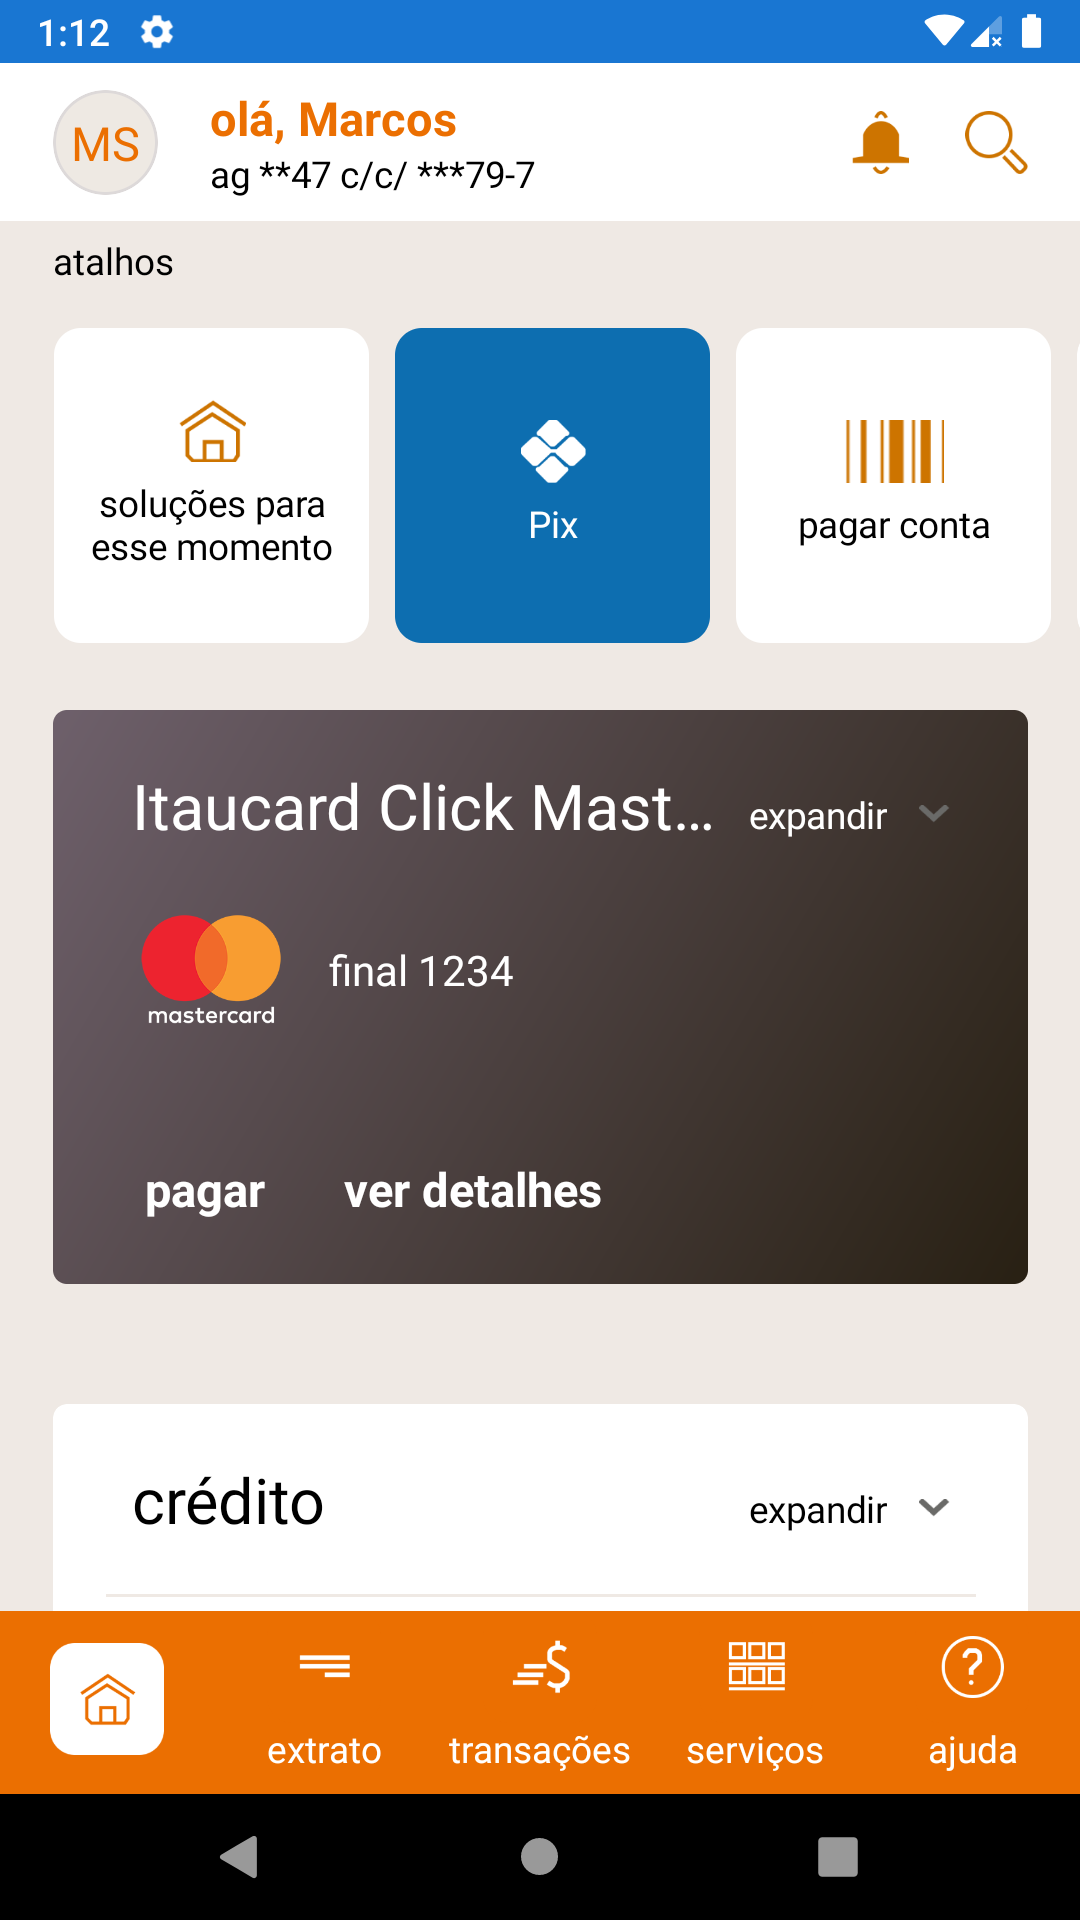 1:12
MS
olá, Marcos
ag **47 c/c/ ***79-7
atalhos
soluções para
esse momento
Pix
pagar conta
Itaucard Click Mast...
expandir
mastercard
final 1234
pagar
ver detalhes
crédito
expandir
extrato
transações
serviços
ajuda